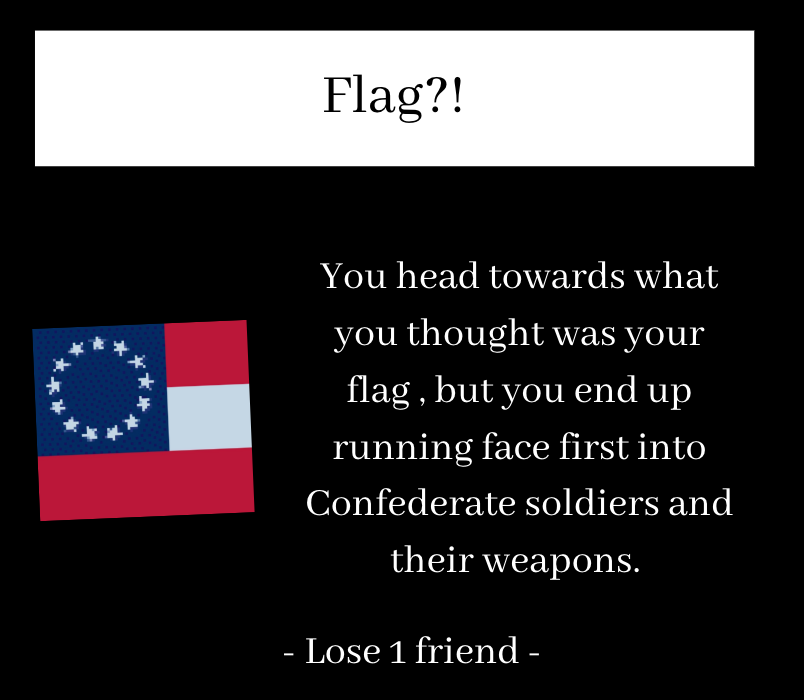 Flag?!
You head towards what
you thought was your
flag , but you end up
running face first into
Confederate soldiers and
their weapons.
- Lose 1 friend -